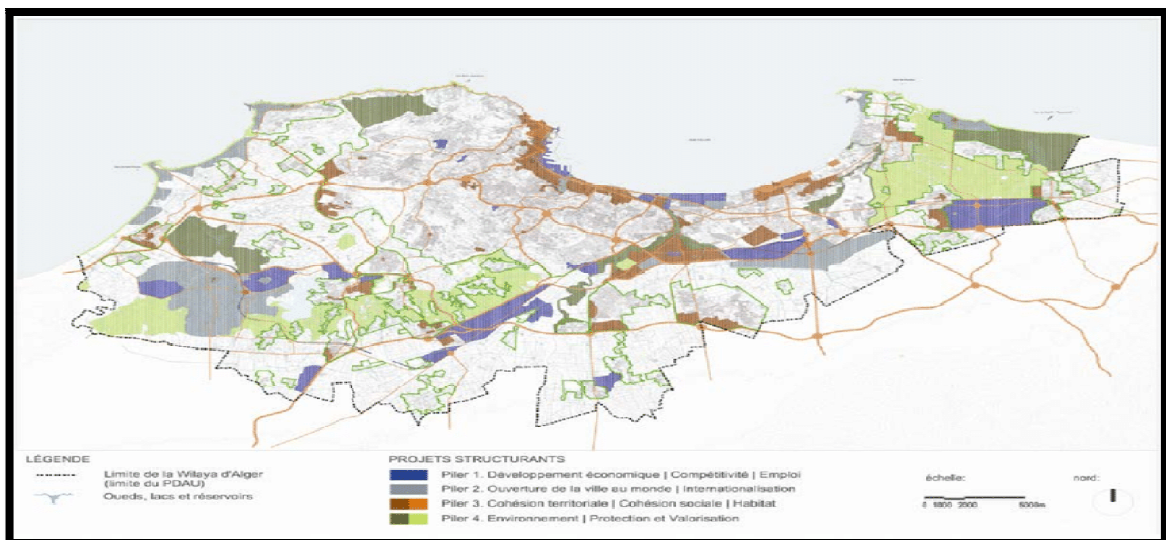 LÉGENDE
Limite de la Wilaya d'Alger
(limite du PDAU)
Oueds, lacs et réservoirs
PROJETS STRUCTURANTS
Pilier 1. Développement économique | Compétitivité | Emploi
Pilier 2. Ouverture de la ville au monde | Internationalisation
Pilier 3. Cohésion territoriale | Cohésion sociale | Habitat
Pilier 4. Environnement | Protection et Valorisation
échelle:
0 1000 2000 5000m
nord: